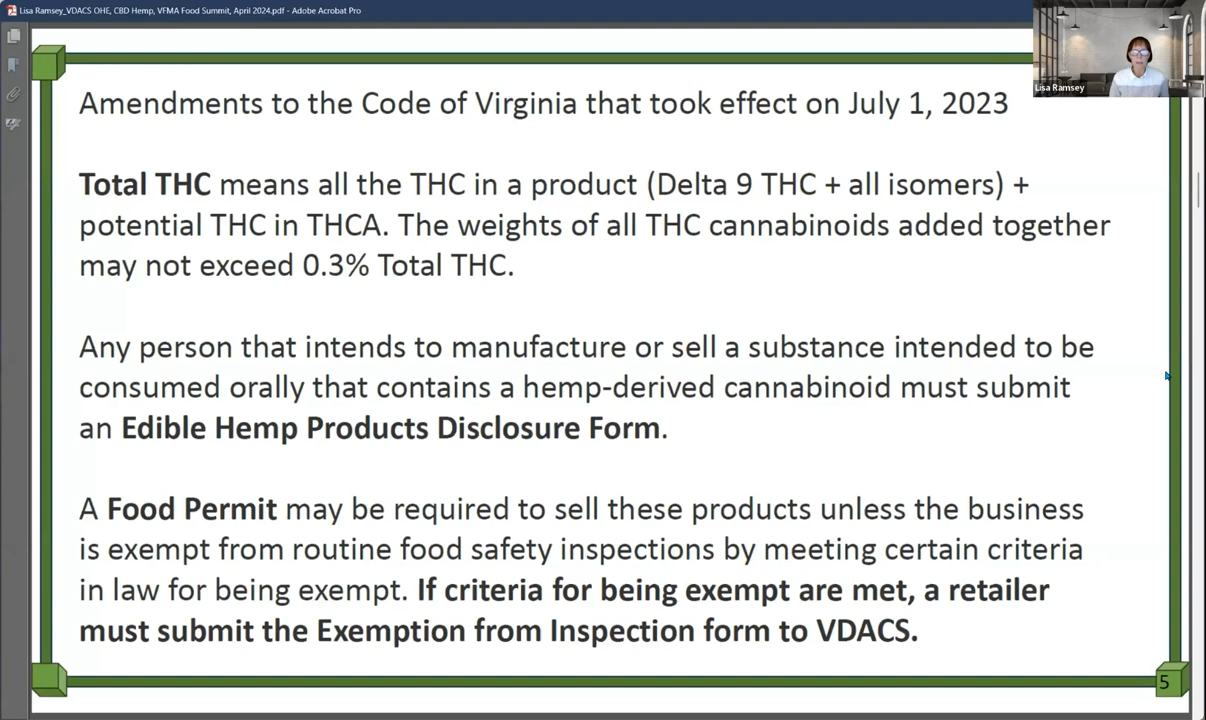 Lisa Ramsey_VDACS OHE, CBD Hemp, VFMA Food Summit, April 2024.pdf - Adobe Acrobat Pro
Lisa Ramsey
Amendments to the Code of Virginia that took effect on July 1, 2023
Total THC means all the THC in a product (Delta 9 THC + all isomers) +
potential THC in THCA. The weights of all THC cannabinoids added together
may not exceed 0.3% Total THC.
Any person that intends to manufacture or sell a substance intended to be
consumed orally that contains a hemp-derived cannabinoid must submit
an Edible Hemp Products Disclosure Form.
A Food Permit may be required to sell these products unless the business
is exempt from routine food safety inspections by meeting certain criteria
in law for being exempt. If criteria for being exempt are met, a retailer
must submit the Exemption from Inspection form to VDACS.
5